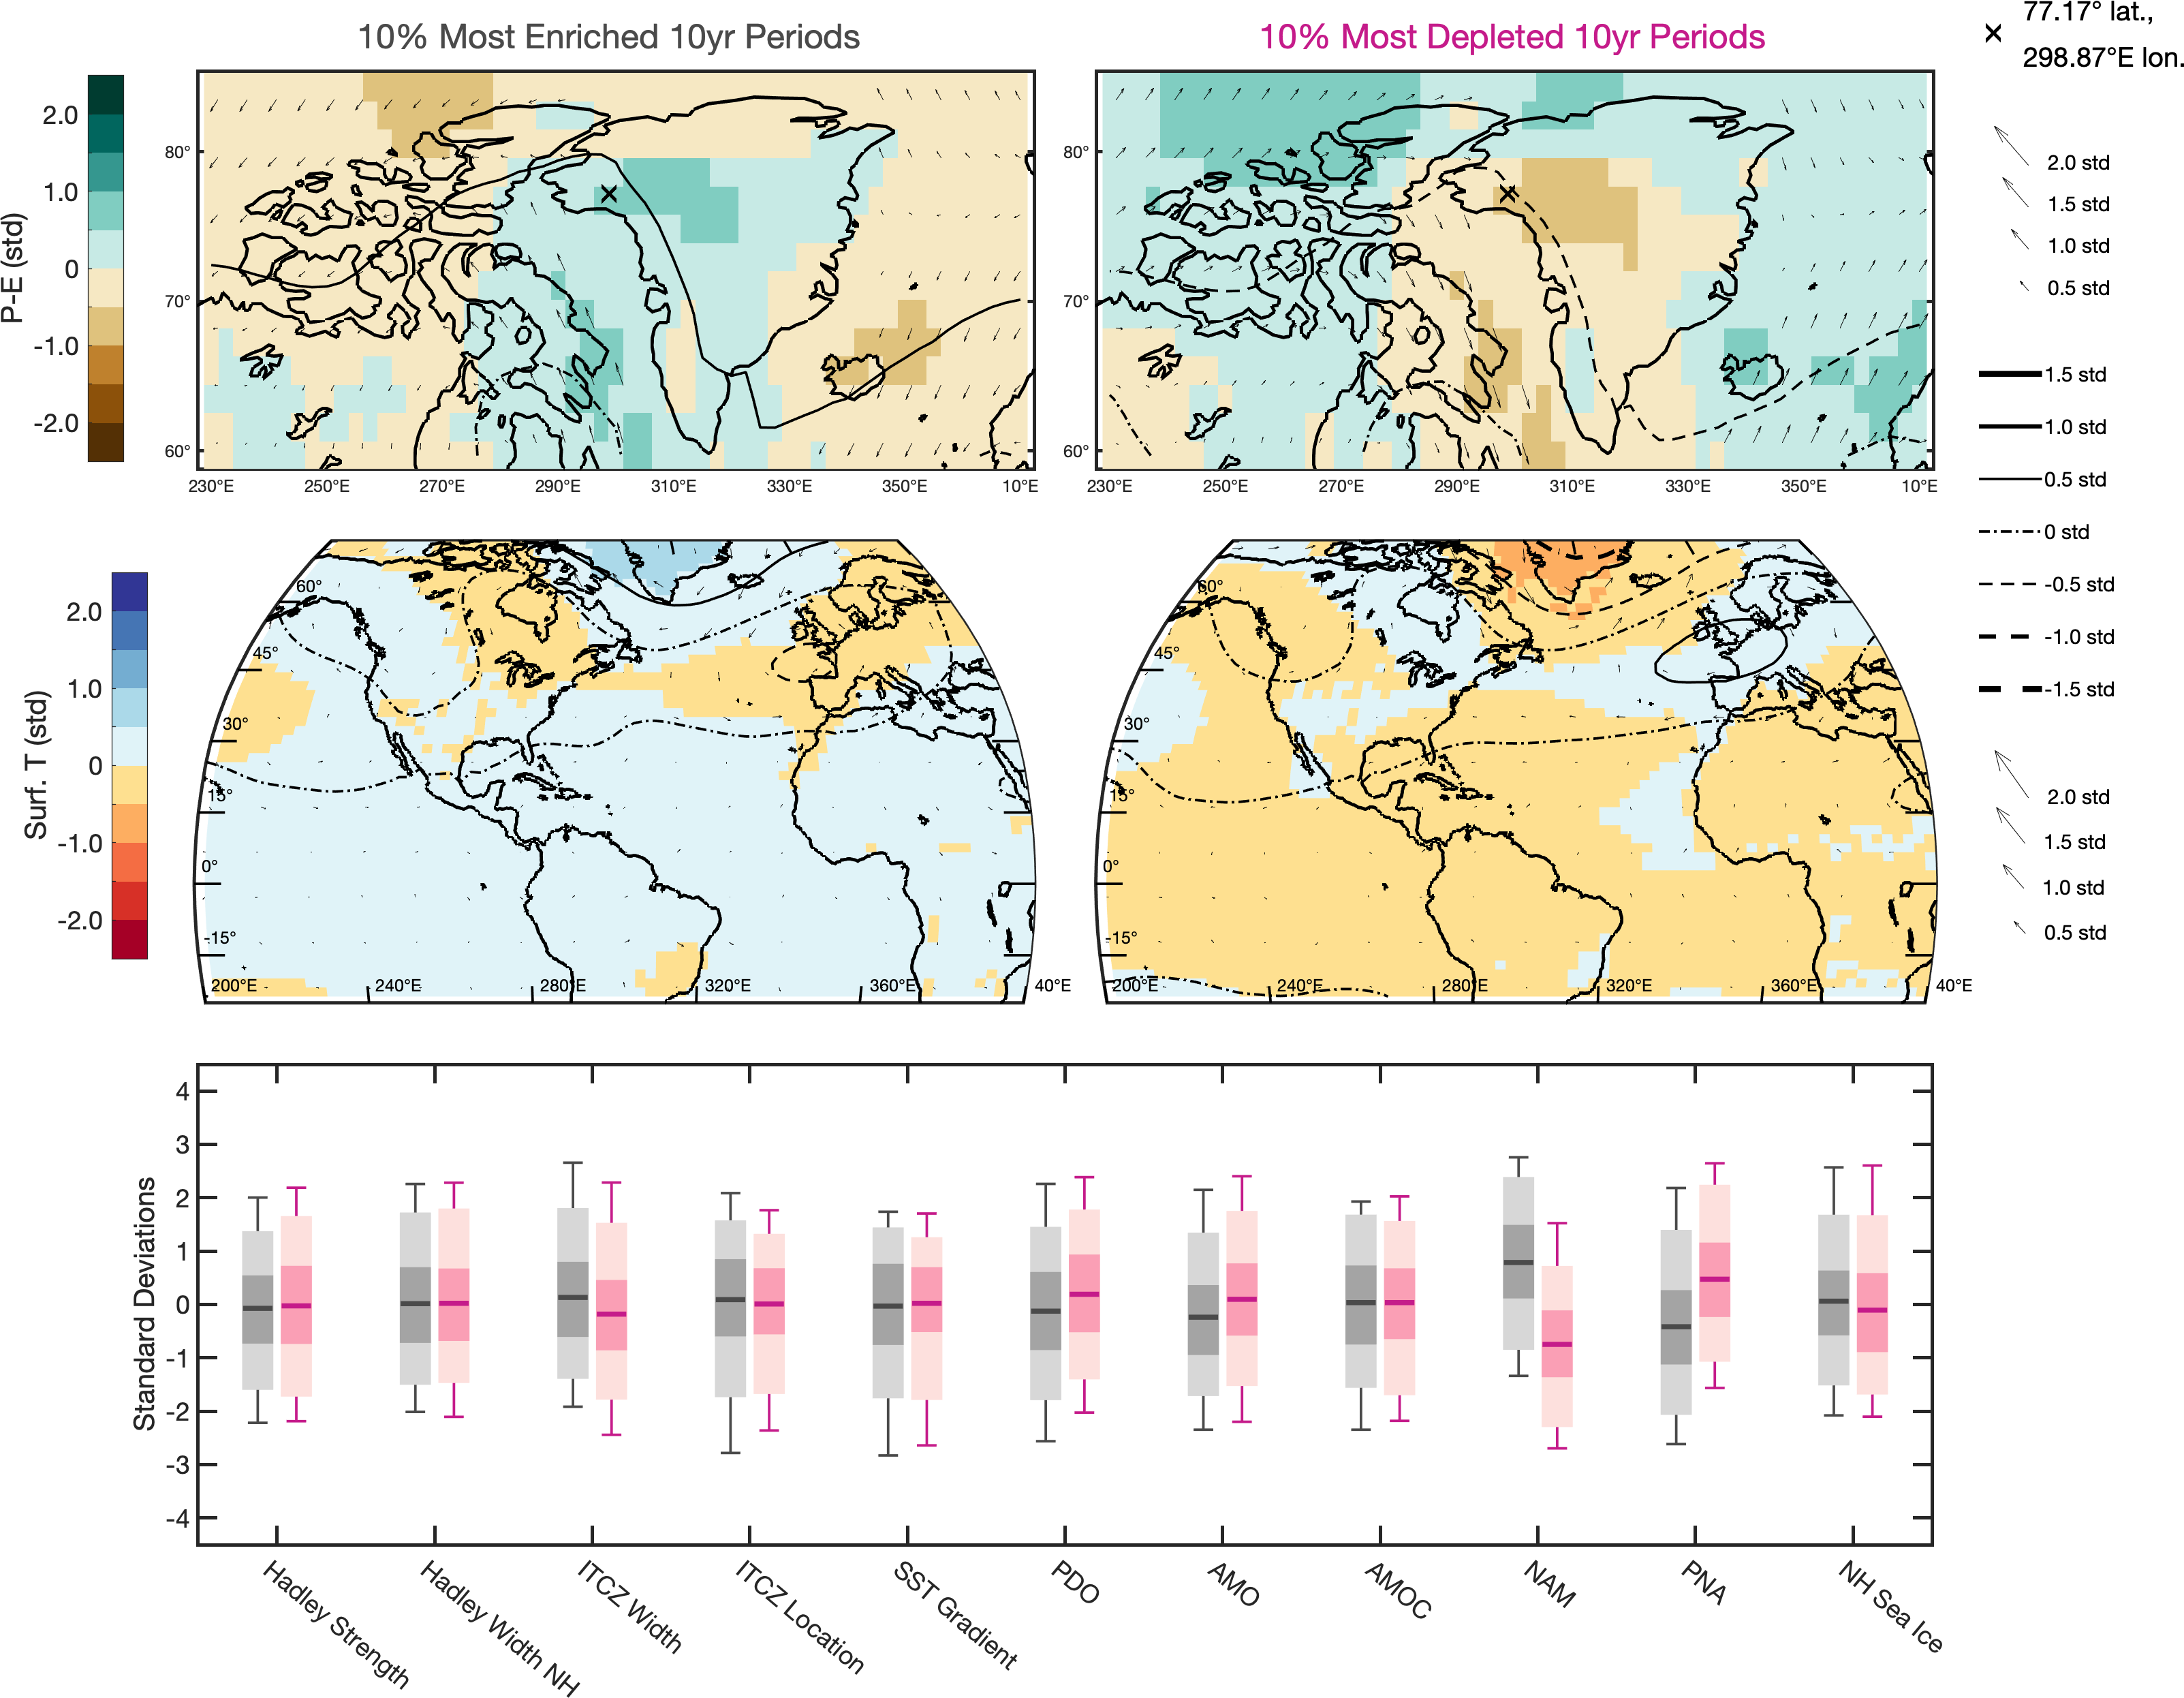 10% Most Enriched 10yr Periods
10% Most Depleted 10yr Periods
77.17° lat.,
298.87°E lon.
P-E (std)
2.0
1.0
0
-1.0
-2.0
80°
70°
60°
230°E 250°E 270°E 290°E 310°E 330°E 350°E 10°E
80°
70°
60°
230°E 250°E 270°E 290°E 310°E 330°E 350°E 10°E
2.0 std
1.5 std
1.0 std
0.5 std
1.5 std
1.0 std
0.5 std
0 std
-0.5 std
-1.0 std
-1.5 std
Surf. T (std)
2.0
1.0
0
-1.0
-2.0
60°
45°
30°
15°
0°
-15°
200°E 240°E 280°E 320°E 360°E 40°E
60°
45°
30°
15°
0°
-15°
200°E 240°E 280°E 320°E 360°E 40°E
2.0 std
1.5 std
1.0 std
0.5 std
Standard Deviations
4
3
2
1
0
-1
-2
-3
-4
Hadley Strength
Hadley Width NH
ITCZ Width
ITCZ Location
SST Gradient
PDO
AMO
AMOC
NAM
PNA
NH Sea Ice